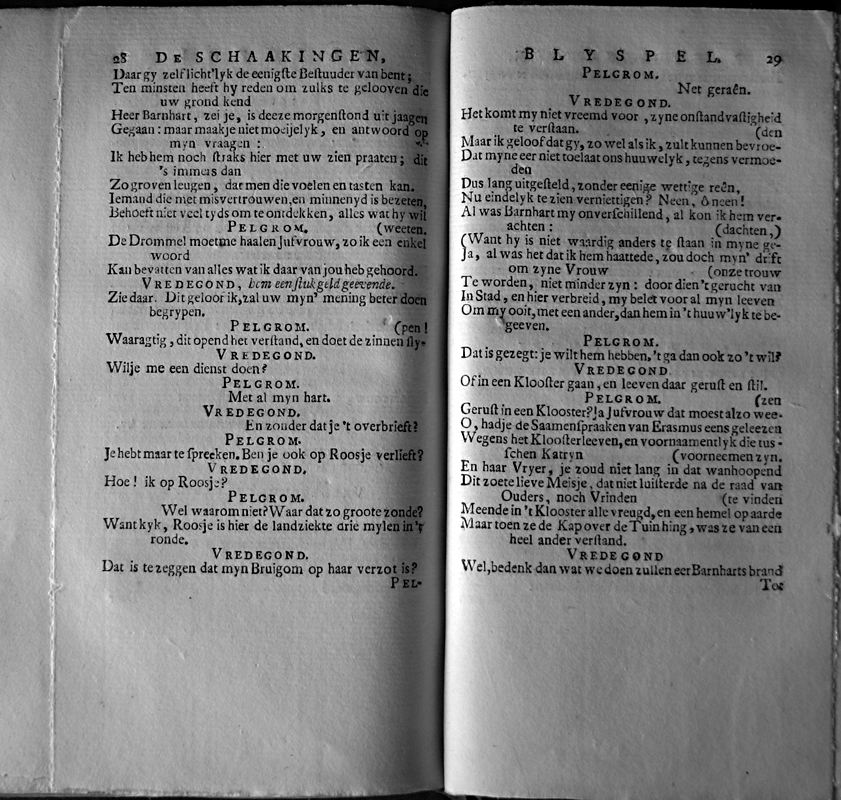 28 DE SCHAAKINGEN,
Daar gy zelf licht'lyk de eenigſte Beſtuuder van bent;
Ten minsten heeft hy reden om zulks te gelooven die
uw grond kend
Heer Barnhart, zei je, is deeze morgenſtond uit jaagen
Gegaan: maar maakje niet moeijelyk, en antwoord op
myn vraagen:
Ik heb hem noch ſtraks hier met uw zien praaten; dit
's immers dan
Zo groven leugen, dat men die voelen en tasten kan.
Iemand die met misvertrouwen, en minnenyd is bezeten,
Behoeft niet veel tyds om te ontdekken, alles wat hy wil
PELGROM. (weeten.
De Drommel moet me haalen Jufvrouw, zo ik een enkel
woord
Kan bevatten van alles wat ik daar van jou heb gehoord.
VREDEGOND, hem een ſtuk geld geevende.
Zie daar. Dit geloof ik, zal uw myn' mening beter doen
begrypen.
PELGROM. (pen!
Waaragtig, dit opend het verſtand, en doet de zinnen ſly-
VREDEGOND.
Wilje me een dienst doen?
PELGROM.
Met al myn hart.
VREDEGOND.
En zonder dat je 't overbrieft?
PELGROM.
Je hebt maar te ſpreeken. Ben je ook op Roosje verlieft?
VREDEGOND.
Hoe! ik op Roosje?
PELGROM.
Wel waarom niet? Waar dat zo groote zonde?
Want kyk, Roosje is hier de landziekte drie mylen in't
ronde.
VREDEGOND.
Dat is te zeggen dat myn Bruigom op haar verzot is?
PEL-
BLYSPEL. 29
PELGROM.
Net geraên.
VREDEGOND.
Het komt my niet vreemd voor, zyne onſtandvaſtigheid
te verſtaan. (den
Maar ik geloof dat gy, zo wel als ik, zult kunnen bevroe-
Dat myne eer niet toelaat ons huuwelyk, tegens vermoe-
den
Dus lang uitgeſteld, zonder eenige wettige reên,
Nu eindelyk te zien verniettigen? Neen, ô neen!
Al was Barnhart my onverſchillend, al kon ik hem ver-
achten: (dachten,)
(Want hy is niet waardig anders te ſtaan in myne ge-
Ja, al was het dat ik hem haattede, zou doch myn' drift
om zyne Vrouw (onze trouw
Te worden, niet minder zyn: door dien 't gerucht van
In Stad, en hier verbreid, my belet voor al myn leeven
Om my ooit, met een ander, dan hem in 't huuw'lyk te be-
geeven.
PELGROM.
Dat is gezegt: je wilt hem hebben, 't ga dan ook zo 't wil?
VREDEGOND
Of in een Klooſter gaan, en leeven daar geruſt en ſtil.
PELGROM. (zen
Geruſt in een Klooster? Ja Jufvrouw dat moest alzo wee-
O, hadje de Saamenſpraaken van Erasmus eens geleezen
Wegens het Klooſterleeven, en voornaamentlyk die tus-
ſchen Katryn (voorneemen zyn.
En haar Vryer, je zoud niet lang in dat wanhoopend
Dit zoete lieve Meisje, dat niet luiſterde na de raad van
Ouders, noch Vrinden (te vinden
Meende in 't Klooster alle vreugd, en een hemel op aarde
Maar toen ze de Kap over de Tuin hing, was ze van een
heel ander verſtand.
VREDEGOND
Wel, bedenk dan wat we doen zullen eer Barnharts brand
Toe